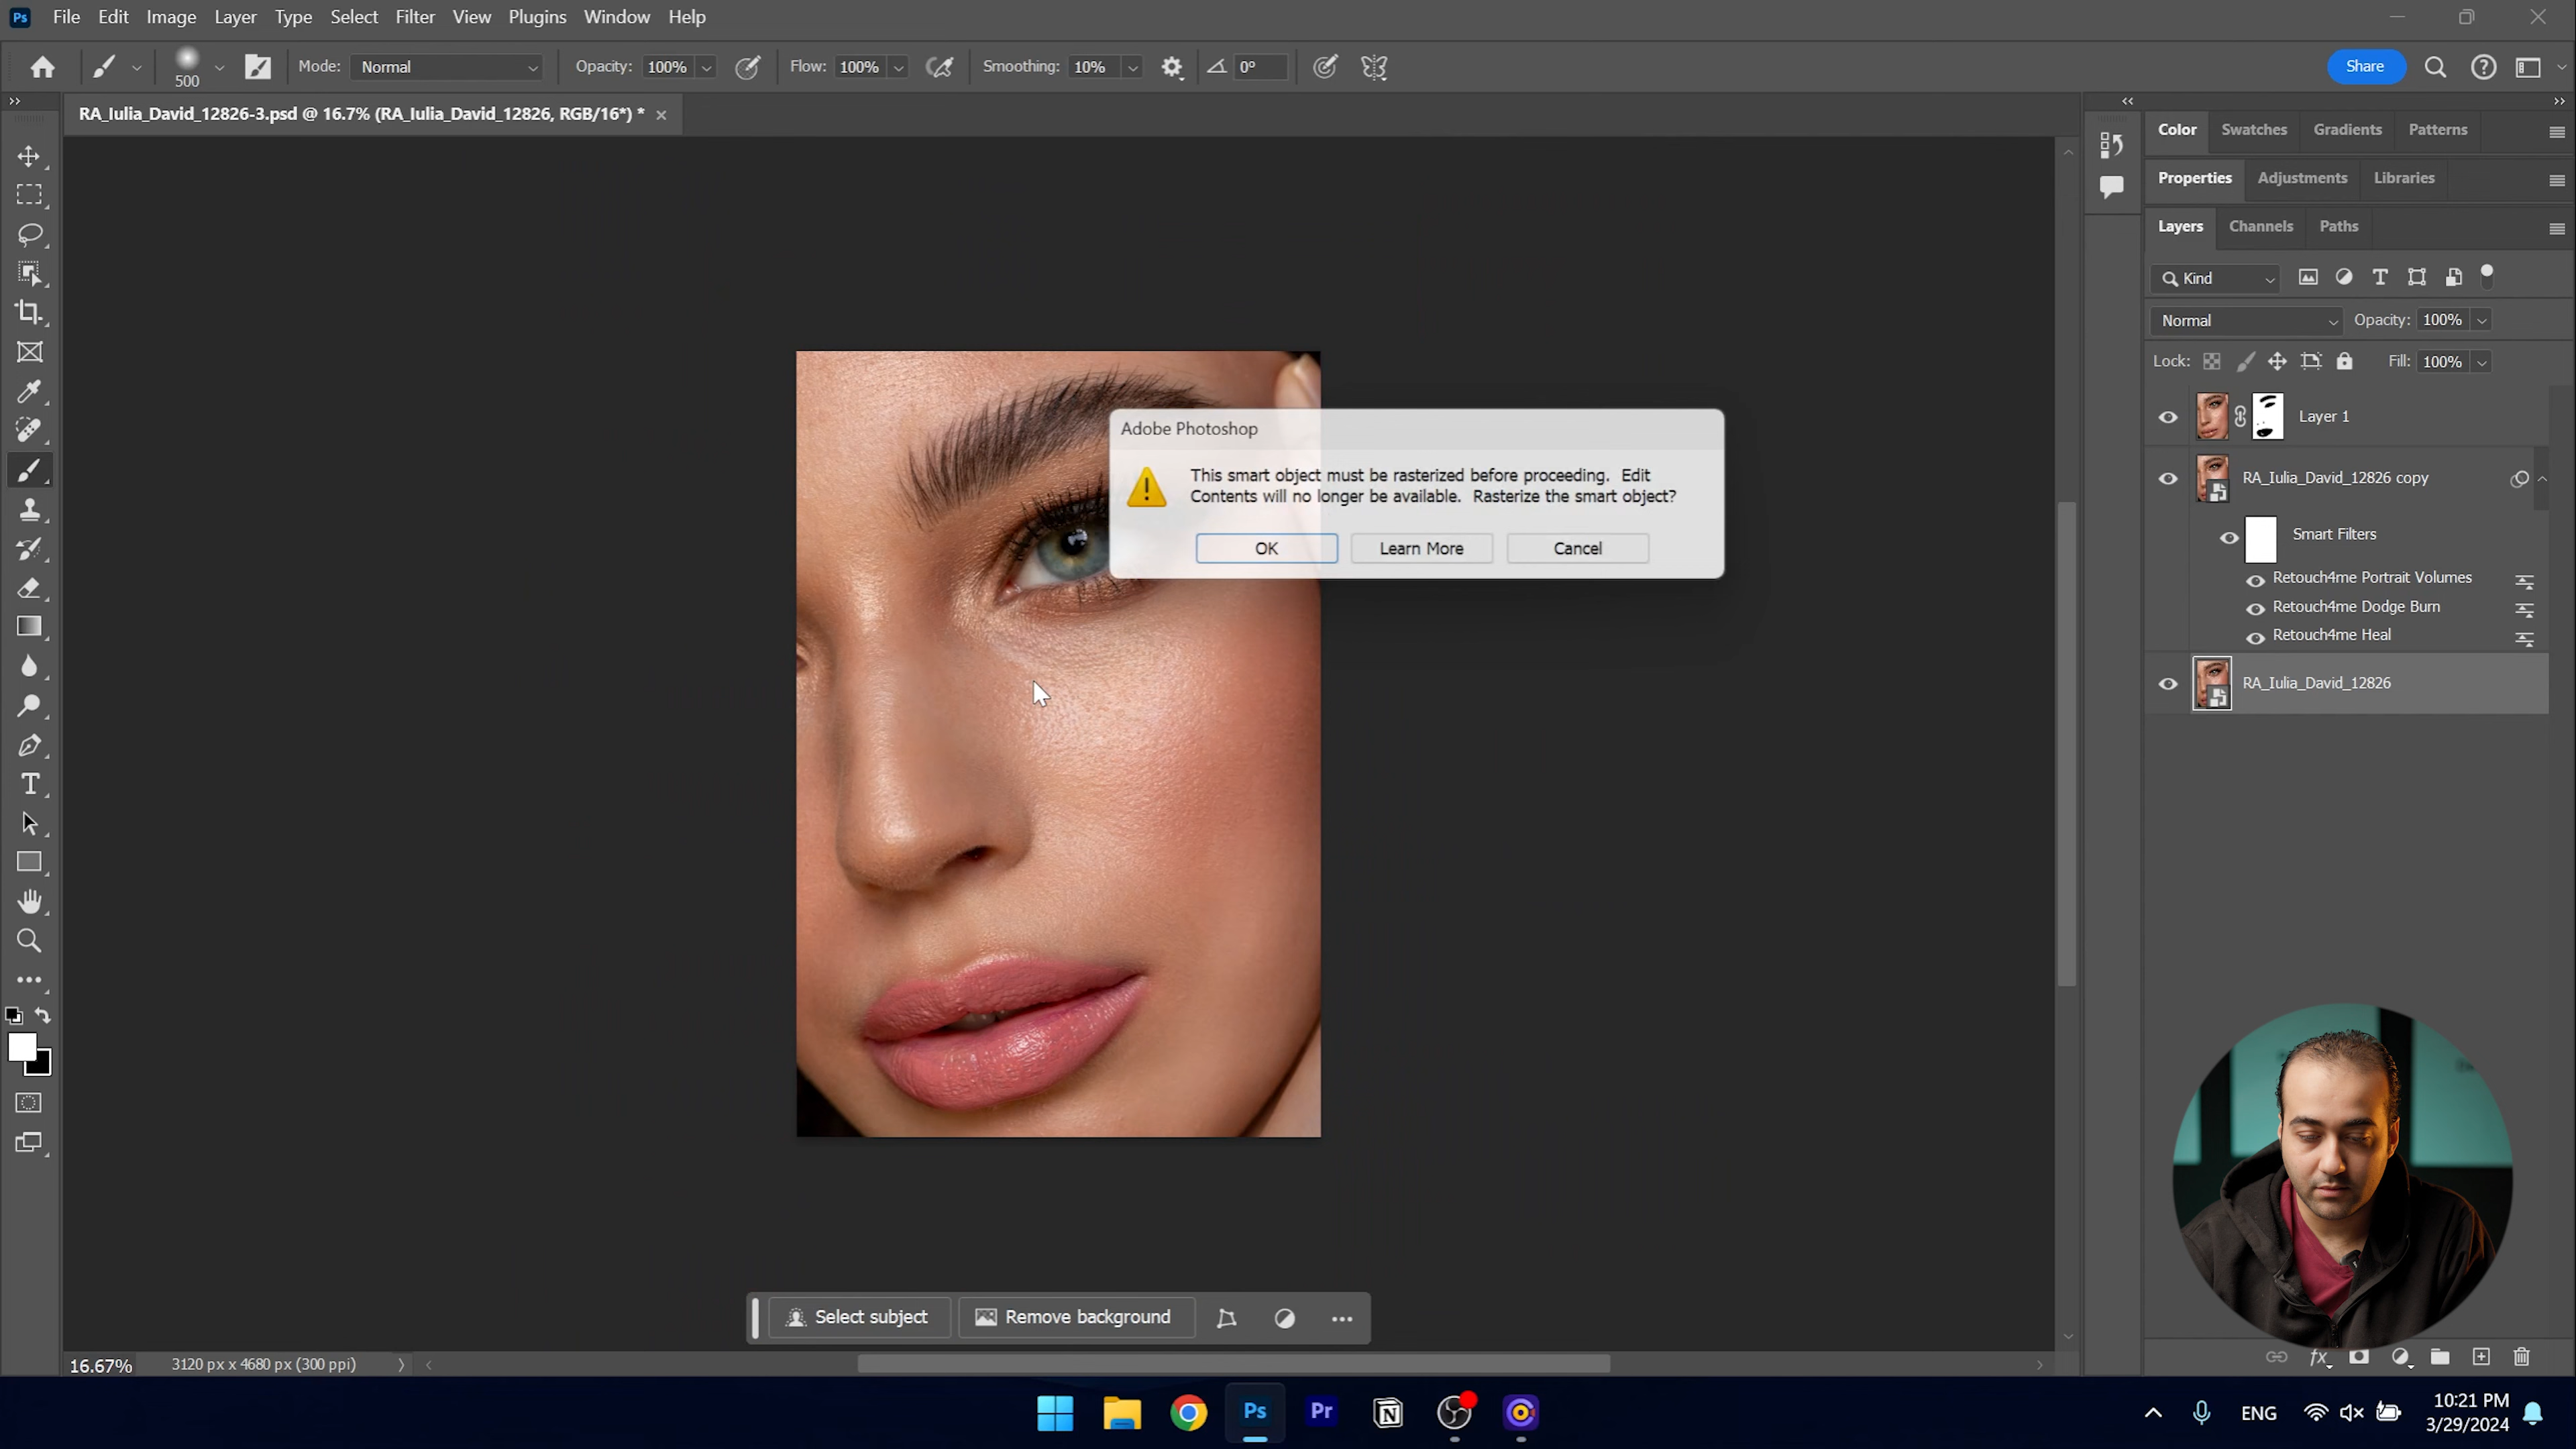 Ps File Edit Image Layer Type Select Filter View Plugins Window Help
500 Mode: Normal Opacity: 100% Flow: 100% Smoothing: 10% 0° Share
RA_Iulia_David_12826-3.psd @ 16.7% (RA_Iulia_David_12826, RGB/16*) *
Color Swatches Gradients Patterns
Properties Adjustments Libraries
Layers Channels Paths
Kind
Normal Opacity: 100%
Lock: Fill: 100%
Layer 1
RA_Iulia_David_12826 copy
Smart Filters
Retouch4me Portrait Volumes
Retouch4me Dodge Burn
Retouch4me Heal
RA_Iulia_David_12826
Adobe Photoshop
This smart object must be rasterized before proceeding. Edit
Contents will no longer be available. Rasterize the smart object?
OK Learn More Cancel
Select subject Remove background
16.67% 3120 px x 4680 px (300 ppi)
fx
Ps Pr
ENG
10:21 PM
3/29/2024